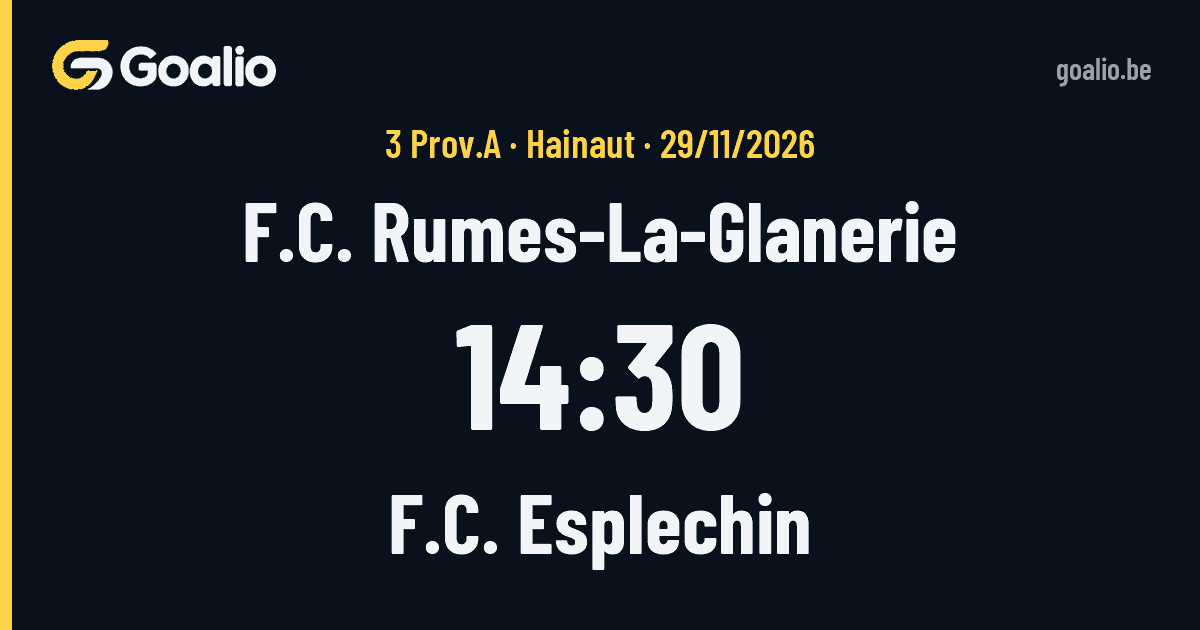 Goalio
goalio.be
3 Prov.A · Hainaut · 29/11/2026
F.C. Rumes-La-Glanerie
14:30
F.C. Esplechin